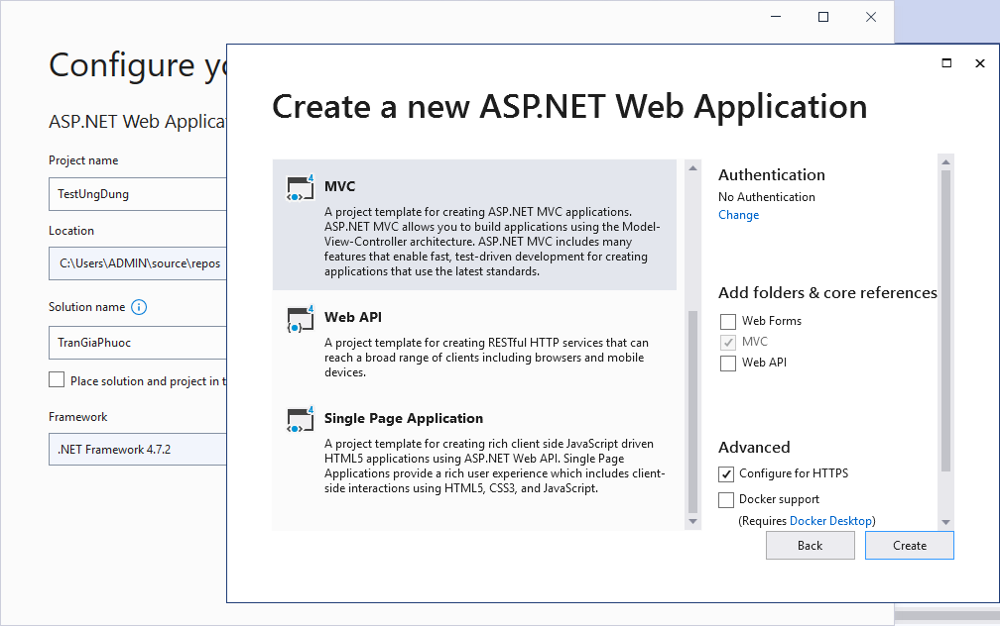 Configure yo
ASP.NET Web Applica
Project name
TestUngDung
Location
C:\Users\ADMIN\source\repos
Solution name
TranGiaPhuoc
Place solution and project in t
Framework
.NET Framework 4.7.2
Create a new ASP.NET Web Application
MVC
A project template for creating ASP.NET MVC applications.
ASP.NET MVC allows you to build applications using the Model-
View-Controller architecture. ASP.NET MVC includes many
features that enable fast, test-driven development for creating
applications that use the latest standards.
Web API
A project template for creating RESTful HTTP services that can
reach a broad range of clients including browsers and mobile
devices.
Single Page Application
A project template for creating rich client side JavaScript driven
HTML5 applications using ASP.NET Web API. Single Page
Applications provide a rich user experience which includes client-
side interactions using HTML5, CSS3, and JavaScript.
Authentication
No Authentication
Change
Add folders & core references
Web Forms
MVC
Web API
Advanced
Configure for HTTPS
Docker support
(Requires Docker Desktop)
Back
Create